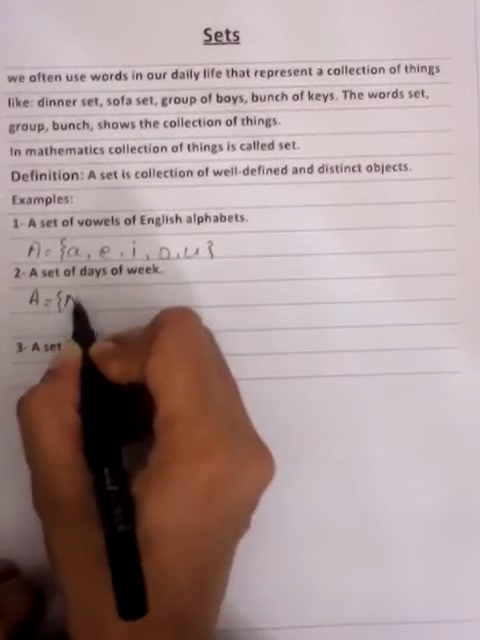 Sets
we often use words in our daily life that represent a collection of things
like: dinner set, sofa set, group of boys, bunch of keys. The words set,
group, bunch, shows the collection of things.
In mathematics collection of things is called set.
Definition: A set is collection of well-defined and distinct objects.
Examples:
1- A set of vowels of English alphabets.
A={a, e, i, o, u}
2- A set of days of week.
A={
3- A set